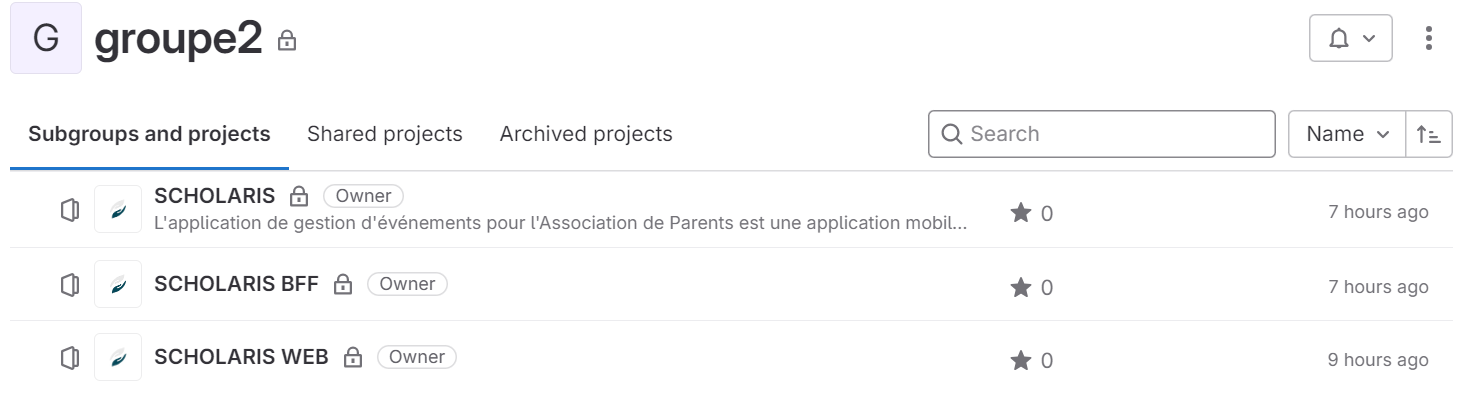 G groupe2
Subgroups and projects Shared projects Archived projects Search Name
SCHOLARIS Owner
L'application de gestion d'événements pour l'Association de Parents est une application mobil... 0 7 hours ago
SCHOLARIS BFF Owner 0 7 hours ago
SCHOLARIS WEB Owner 0 9 hours ago